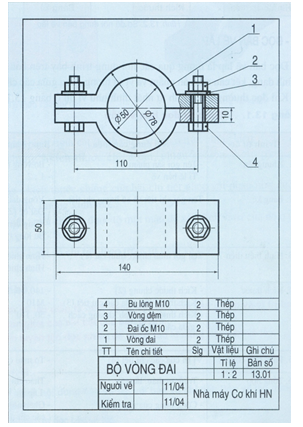 1
2
3
4
Ø50
Ø78
10
110
50
140
4 Bu lông M10 2 Thép
3 Vòng đệm 2 Thép
2 Đai ốc M10 2 Thép
1 Vòng đai 2 Thép
TT Tên chi tiết Slg Vật liệu Ghi chú
BỘ VÒNG ĐAI
Tỉ lệ Bản số
1 : 2 13.01
Người vẽ 11/04
Kiểm tra 11/04
Nhà máy Cơ khí HN